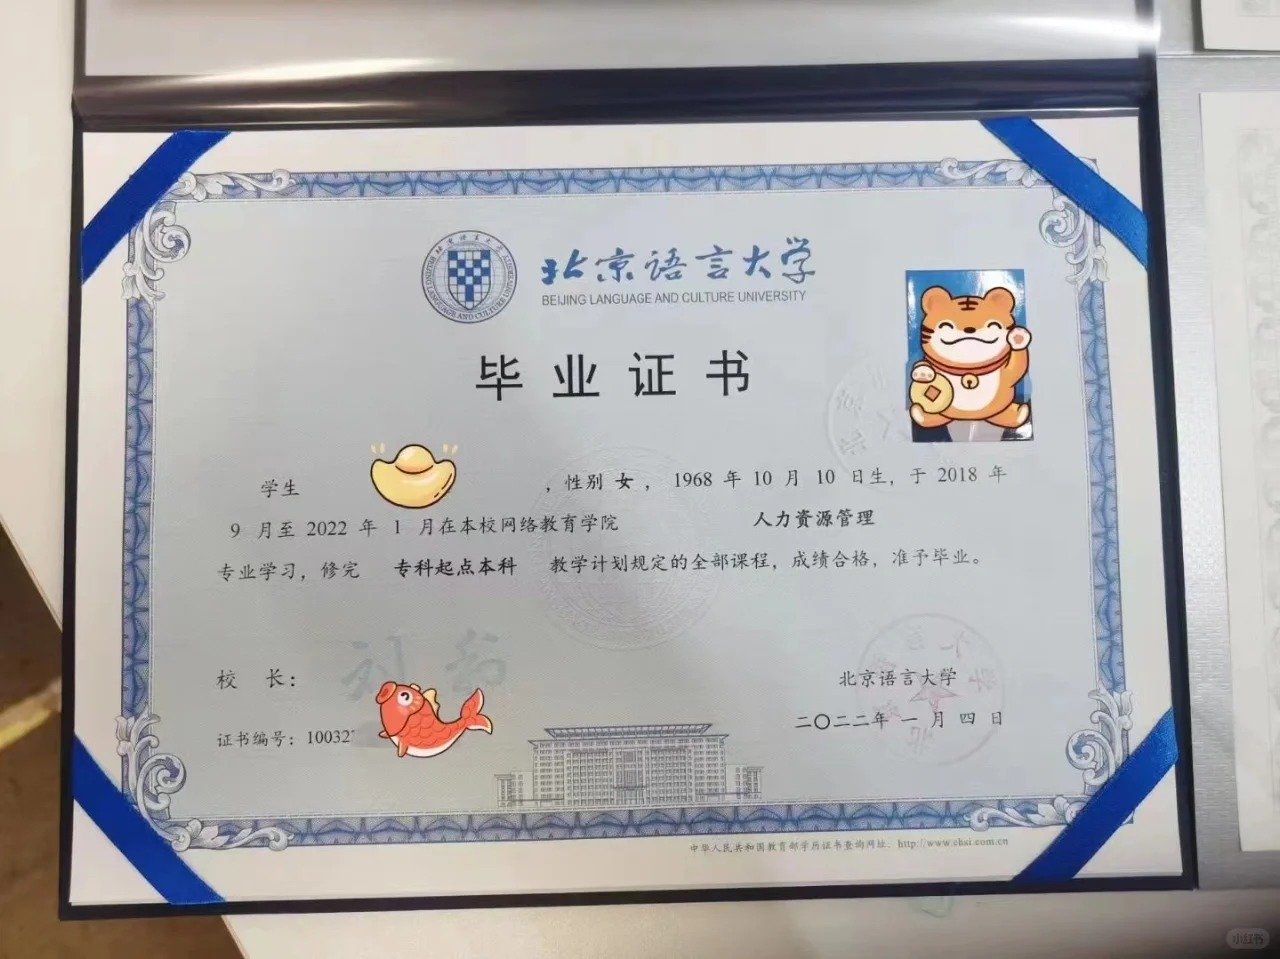 北京语言大学
BEIJING LANGUAGE AND CULTURE UNIVERSITY
毕业证书
学生 ，性别 女 ，1968 年 10 月 10 日生，于 2018 年
9 月至 2022 年 1 月在本校网络教育学院 人力资源管理
专业学习，修完 专科起点本科 教学计划规定的全部课程，成绩合格，准予毕业。
校 长：
北京语言大学
二〇二二年 一 月 四 日
证书编号：10032
中华人民共和国教育部学历证书查询网址：http://www.chsi.com.cn
小红书